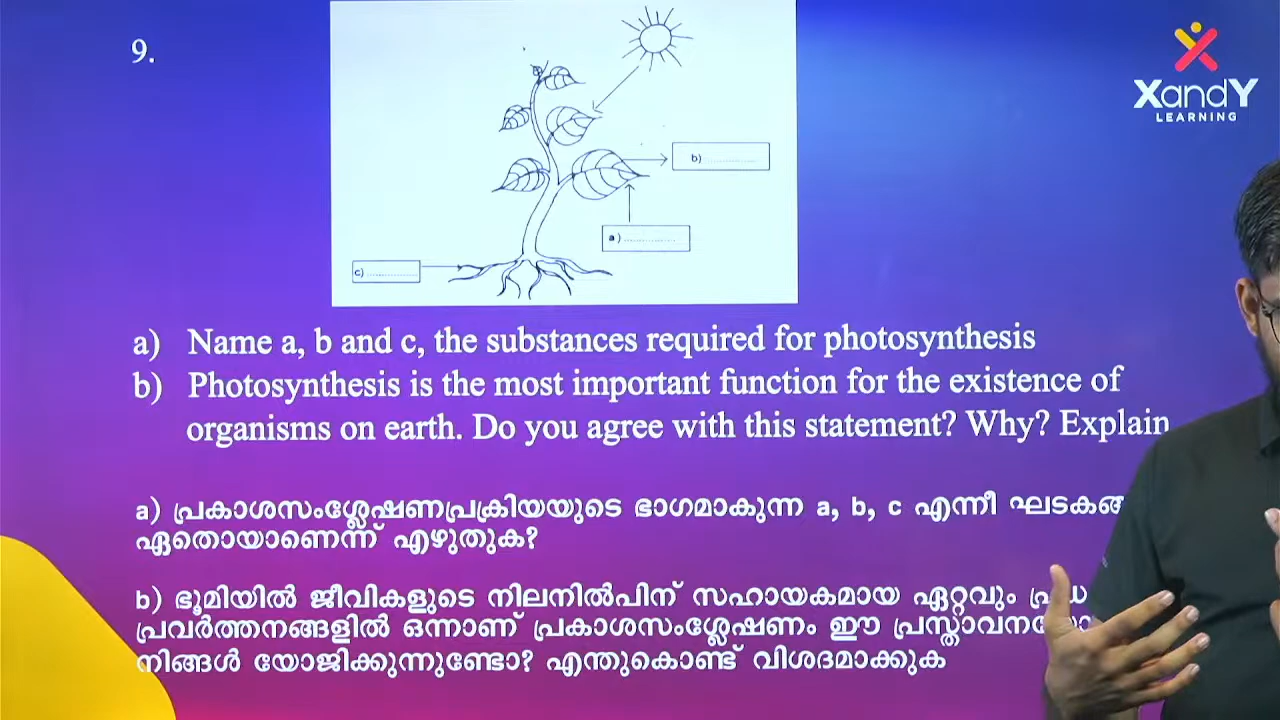 9.
XandY
LEARNING
b) ................
a) ................
c) ................
a) Name a, b and c, the substances required for photosynthesis
b) Photosynthesis is the most important function for the existence of
organisms on earth. Do you agree with this statement? Why? Explain
a) പ്രകാശസംശ്ലേഷണപ്രക്രിയയുടെ ഭാഗമാകുന്ന a, b, c എന്നീ
ഏതൊയാണെന്ന് എഴുതുക?
b) ഭൂമിയിൽ ജീവികളുടെ നിലനിൽപിന് സഹായകമായ ഏറ്റവും
പ്രവർത്തനങ്ങളിൽ ഒന്നാണ് പ്രകാശസംശ്ലേഷണം ഈ
നിങ്ങൾ യോജിക്കുന്നുണ്ടോ? എന്തുകൊണ്ട് വിശദമാക്കുക